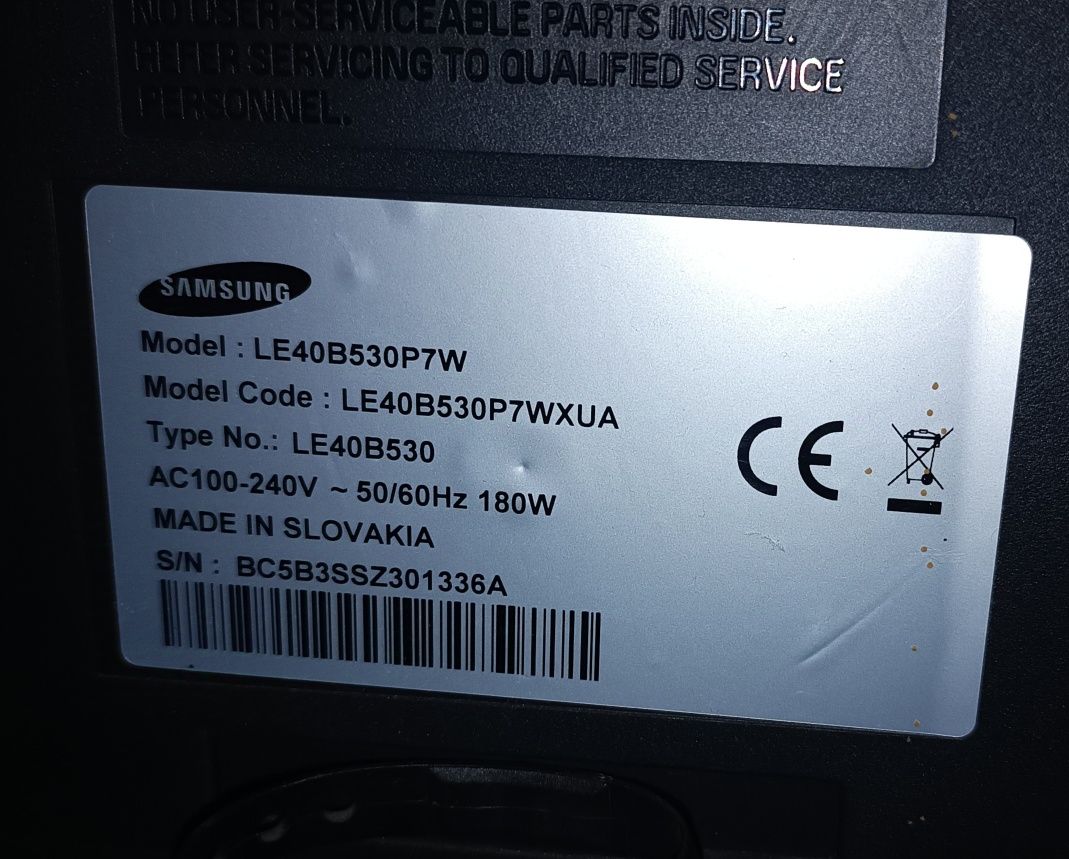 NO USER-SERVICEABLE PARTS INSIDE.
REFER SERVICING TO QUALIFIED SERVICE
PERSONNEL.
SAMSUNG
Model : LE40B530P7W
Model Code : LE40B530P7WXUA
Type No.: LE40B530
AC100-240V ~ 50/60Hz 180W
MADE IN SLOVAKIA
S/N : BC5B3SSZ301336A
CE